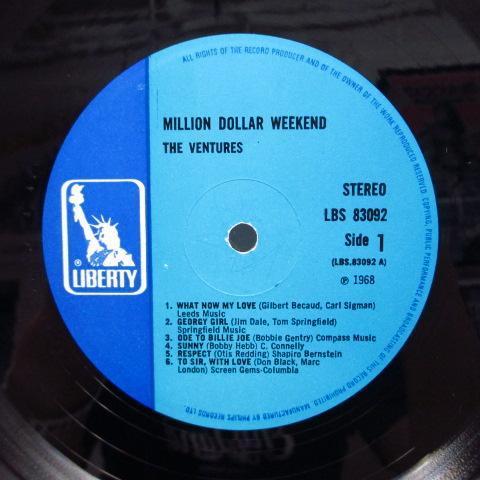 ALL RIGHTS OF THE RECORD PRODUCER AND OF THE OWNER OF THE WORK REPRODUCED RESERVED. COPYING, PUBLIC PERFORMANCE AND BROADCASTING OF THIS RECORD PROHIBITED. MANUFACTURED BY PHILIPS RECORDS LTD.
MILLION DOLLAR WEEKEND
THE VENTURES
STEREO
LBS 83092
Side 1
(LBS.83092 A)
℗ 1968
® LIBERTY
1. WHAT NOW MY LOVE (Gilbert Becaud, Carl Sigman)
Leeds Music
2. GEORGY GIRL (Jim Dale, Tom Springfield)
Springfield Music
3. ODE TO BILLIE JOE (Bobbie Gentry) Compass Music
4. SUNNY (Bobby Hebb) C. Connelly
5. RESPECT (Otis Redding) Shapiro Bernstein
6. TO SIR, WITH LOVE (Don Black, Marc
London) Screen Gems-Columbia